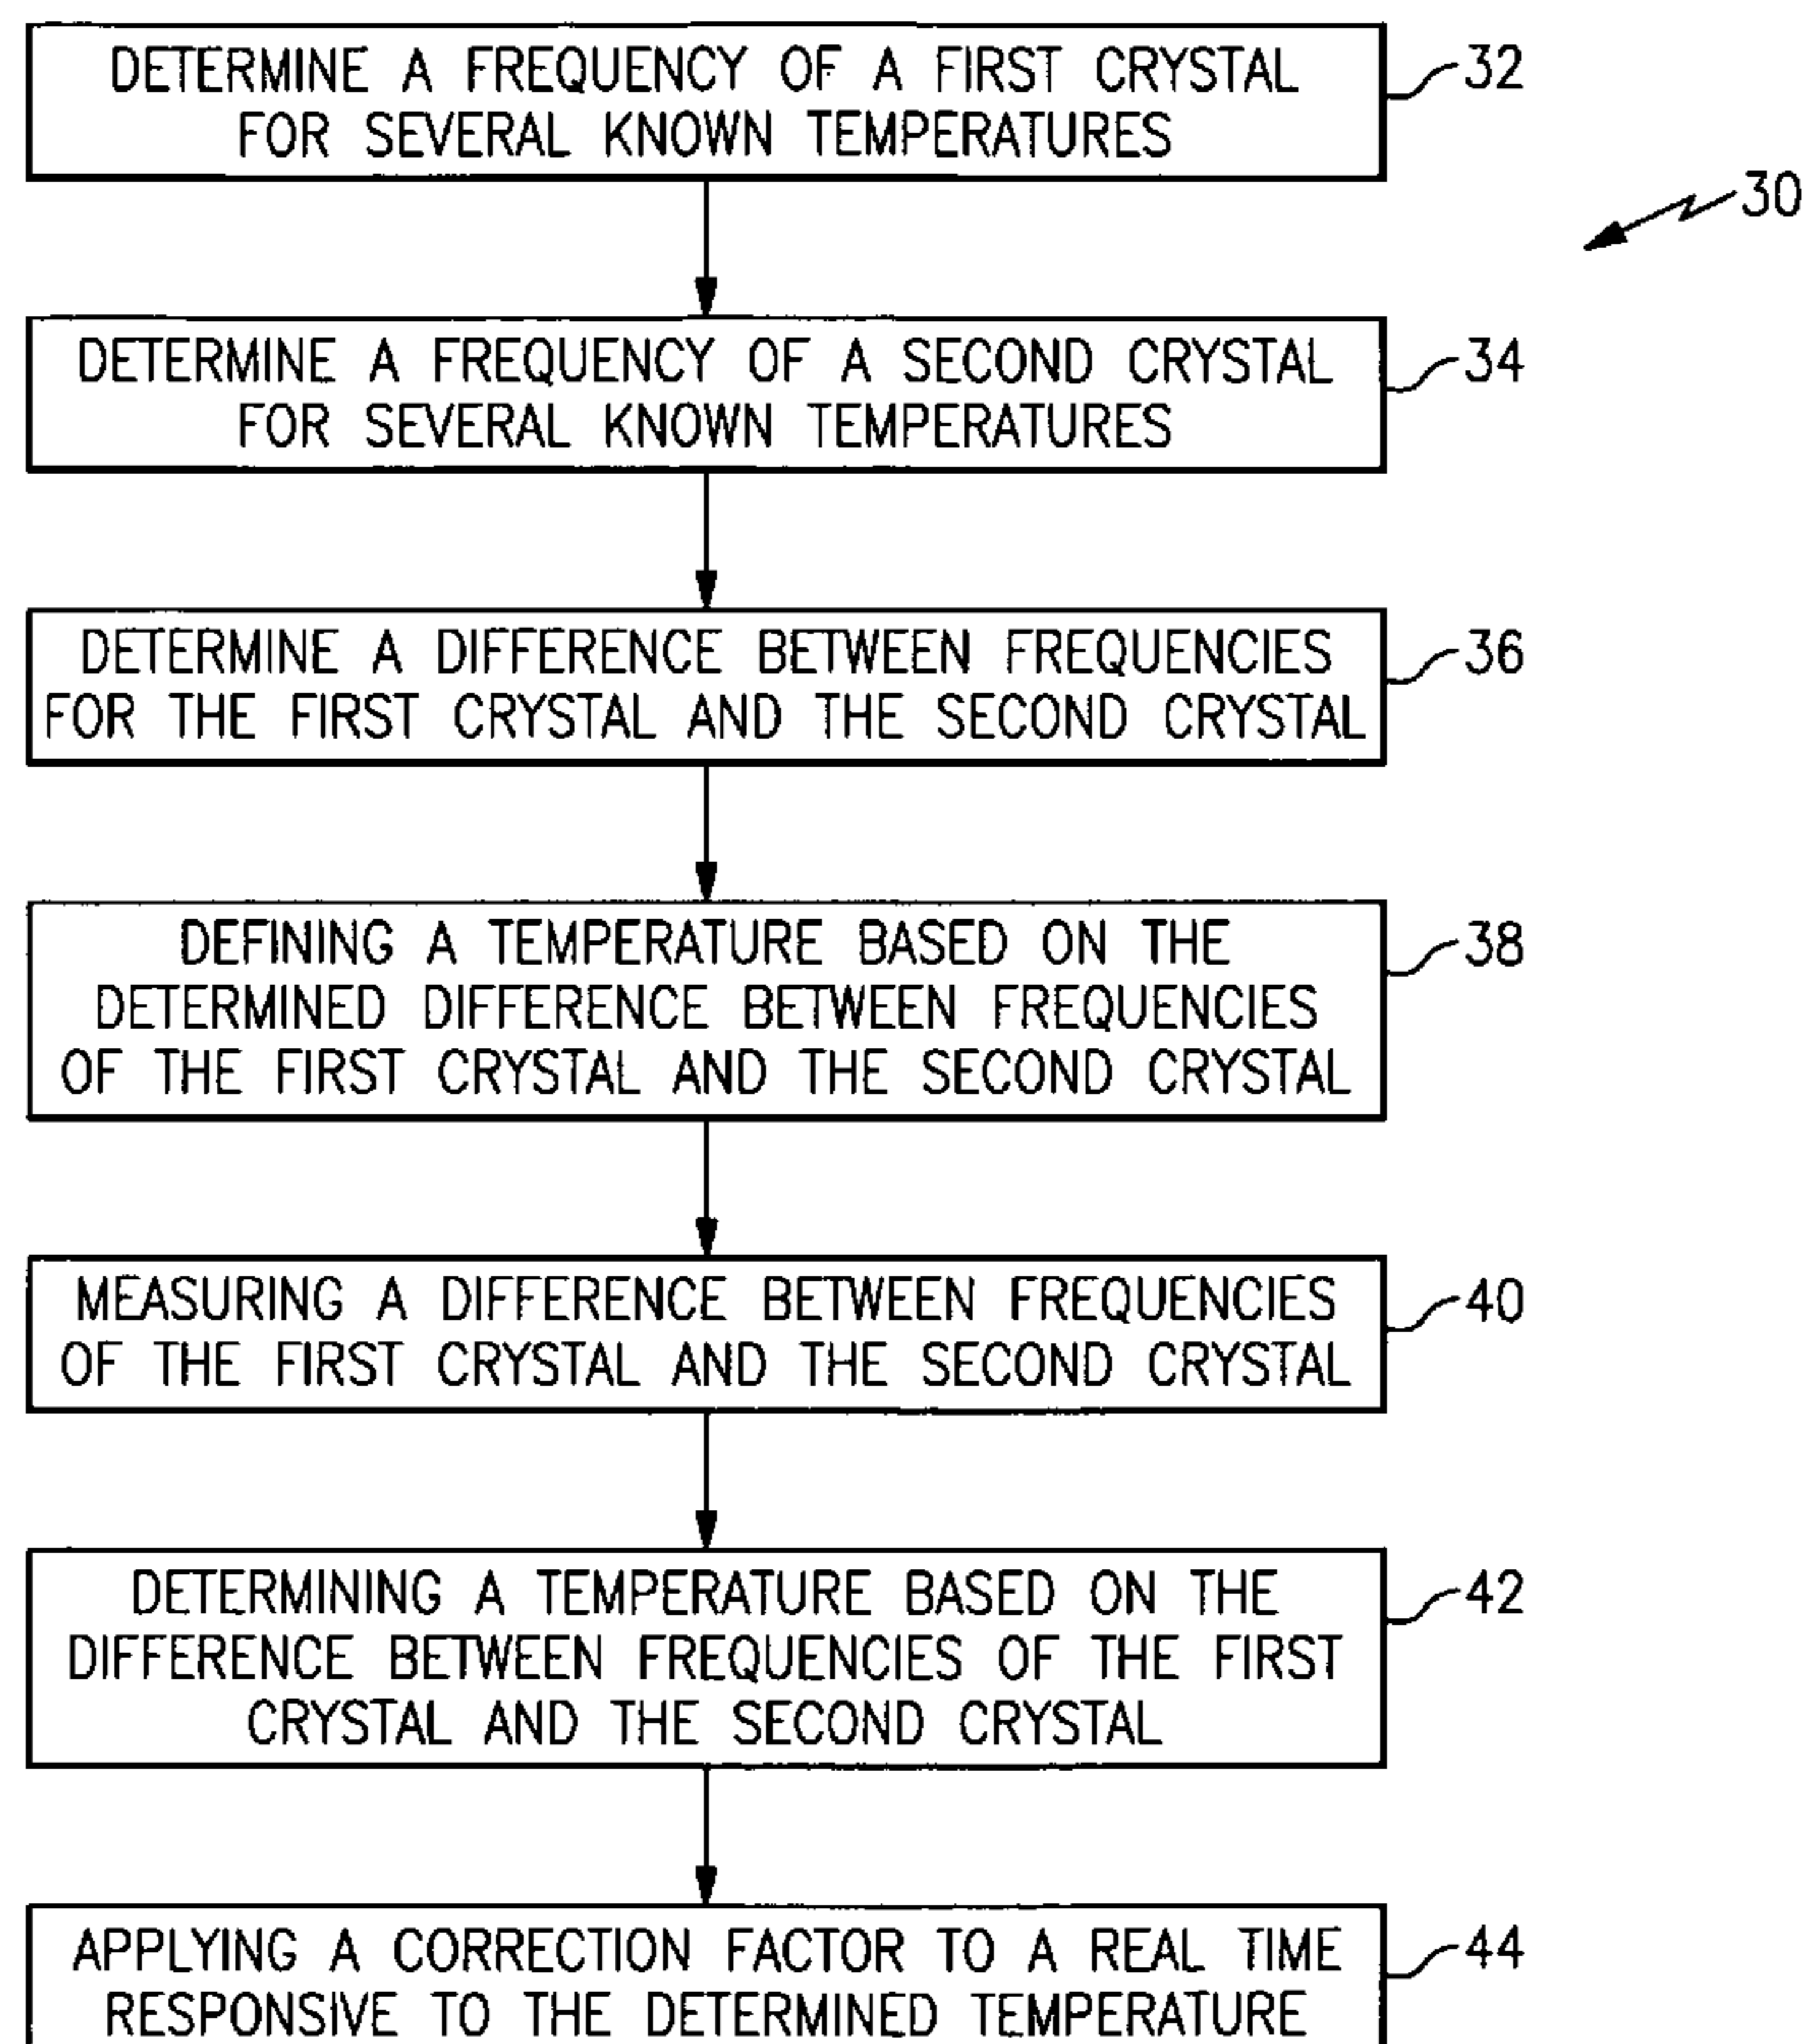 DETERMINE A FREQUENCY OF A FIRST CRYSTAL
FOR SEVERAL KNOWN TEMPERATURES
32
30
DETERMINE A FREQUENCY OF A SECOND CRYSTAL
FOR SEVERAL KNOWN TEMPERATURES
34
DETERMINE A DIFFERENCE BETWEEN FREQUENCIES
FOR THE FIRST CRYSTAL AND THE SECOND CRYSTAL
36
DEFINING A TEMPERATURE BASED ON THE
DETERMINED DIFFERENCE BETWEEN FREQUENCIES
OF THE FIRST CRYSTAL AND THE SECOND CRYSTAL
38
MEASURING A DIFFERENCE BETWEEN FREQUENCIES
OF THE FIRST CRYSTAL AND THE SECOND CRYSTAL
40
DETERMINING A TEMPERATURE BASED ON THE
DIFFERENCE BETWEEN FREQUENCIES OF THE FIRST
CRYSTAL AND THE SECOND CRYSTAL
42
APPLYING A CORRECTION FACTOR TO A REAL TIME
RESPONSIVE TO THE DETERMINED TEMPERATURE
44